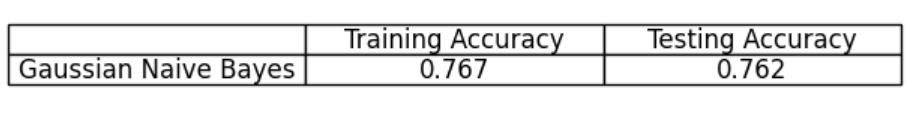 Training Accuracy Testing Accuracy
Gaussian Naive Bayes 0.767 0.762